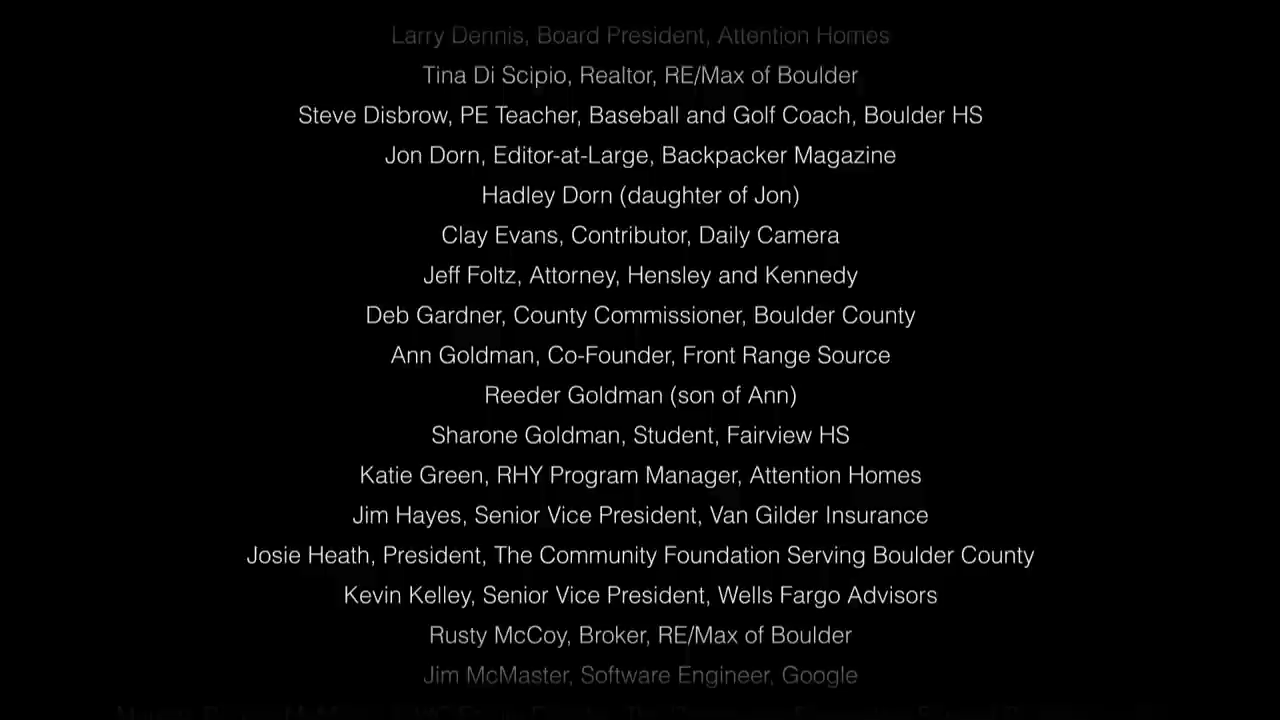 Larry Dennis, Board President, Attention Homes
Tina Di Scipio, Realtor, RE/Max of Boulder
Steve Disbrow, PE Teacher, Baseball and Golf Coach, Boulder HS
Jon Dorn, Editor-at-Large, Backpacker Magazine
Hadley Dorn (daughter of Jon)
Clay Evans, Contributor, Daily Camera
Jeff Foltz, Attorney, Hensley and Kennedy
Deb Gardner, County Commissioner, Boulder County
Ann Goldman, Co-Founder, Front Range Source
Reeder Goldman (son of Ann)
Sharone Goldman, Student, Fairview HS
Katie Green, RHY Program Manager, Attention Homes
Jim Hayes, Senior Vice President, Van Gilder Insurance
Josie Heath, President, The Community Foundation Serving Boulder County
Kevin Kelley, Senior Vice President, Wells Fargo Advisors
Rusty McCoy, Broker, RE/Max of Boulder
Jim McMaster, Software Engineer, Google